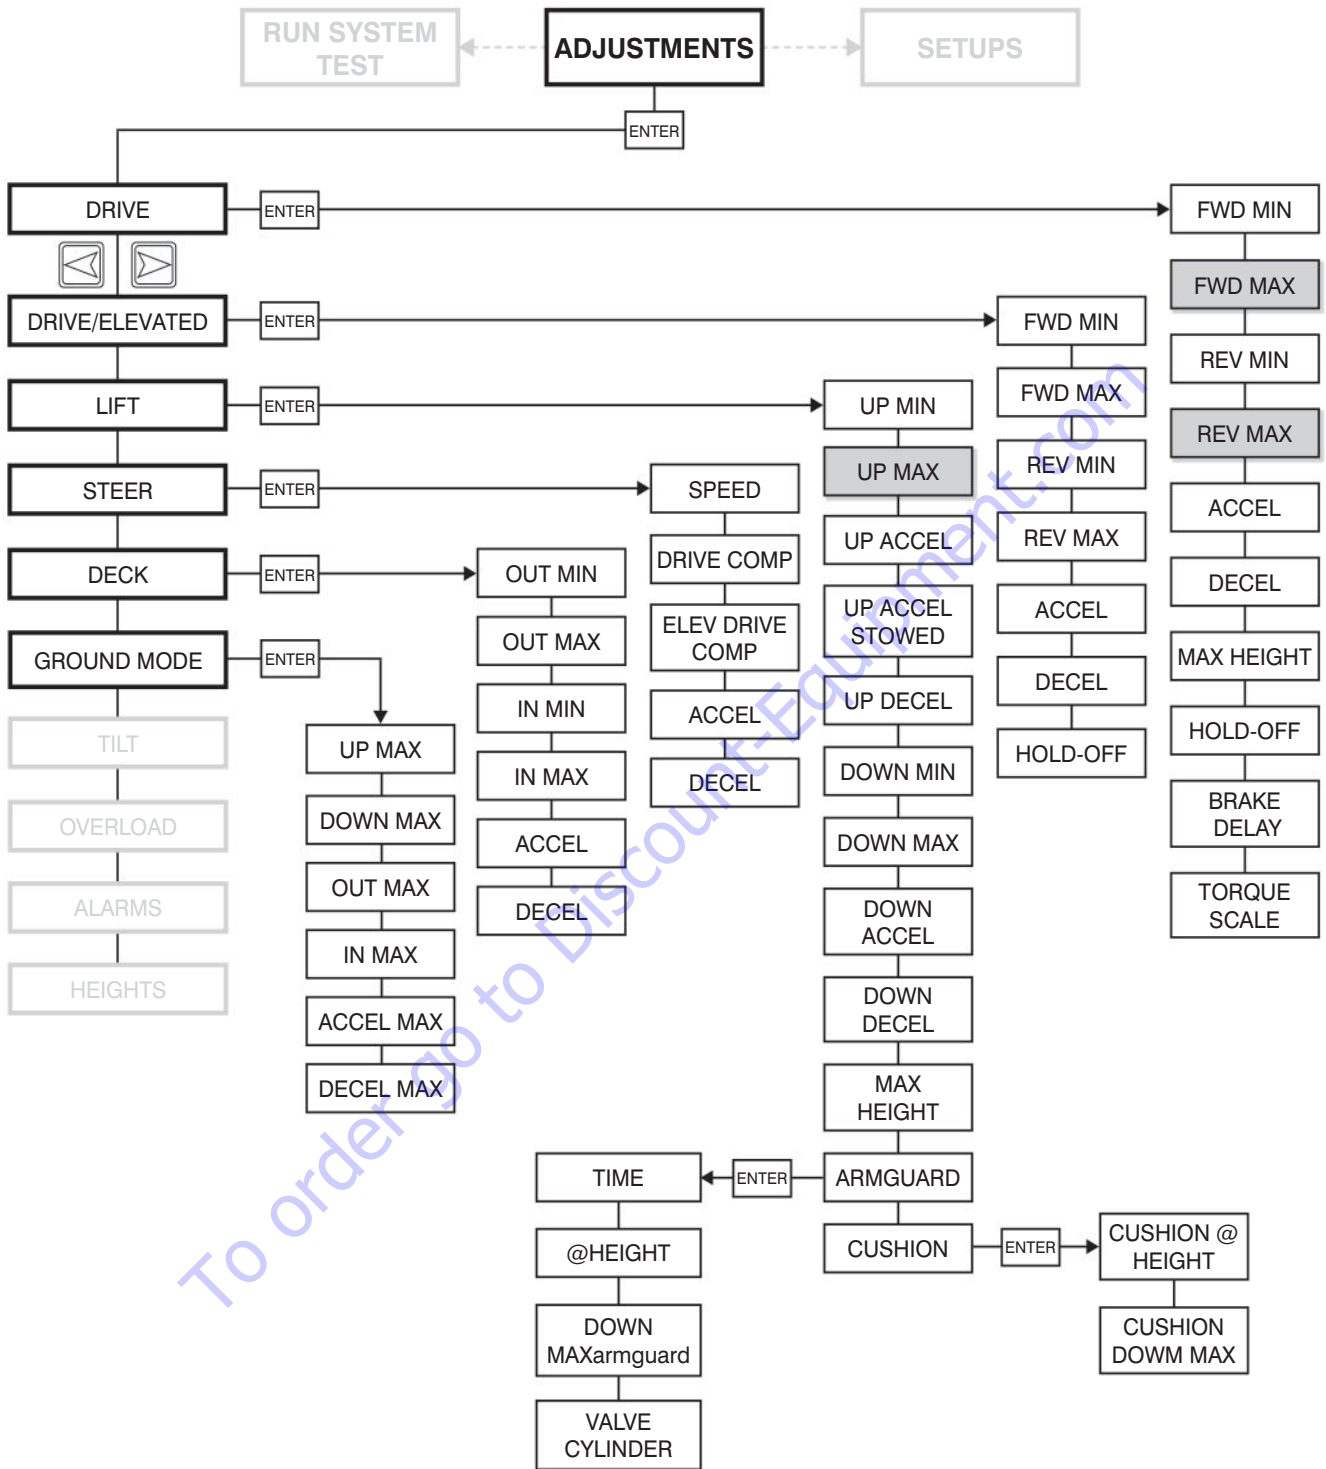 RUN SYSTEM
TEST
ADJUSTMENTS
SETUPS
ENTER
DRIVE
ENTER
DRIVE/ELEVATED
ENTER
LIFT
ENTER
STEER
ENTER
DECK
ENTER
GROUND MODE
ENTER
TILT
OVERLOAD
ALARMS
HEIGHTS
UP MAX
DOWN MAX
OUT MAX
IN MAX
ACCEL MAX
DECEL MAX
OUT MIN
OUT MAX
IN MIN
IN MAX
ACCEL
DECEL
SPEED
DRIVE COMP
ELEV DRIVE
COMP
ACCEL
DECEL
UP MIN
UP MAX
UP ACCEL
UP ACCEL
STOWED
UP DECEL
DOWN MIN
DOWN MAX
DOWN
ACCEL
DOWN
DECEL
MAX
HEIGHT
ARMGUARD
CUSHION
ENTER
TIME
@HEIGHT
DOWN
MAXarmguard
VALVE
CYLINDER
ENTER
CUSHION @
HEIGHT
CUSHION
DOWM MAX
FWD MIN
FWD MAX
REV MIN
REV MAX
ACCEL
DECEL
HOLD-OFF
FWD MIN
FWD MAX
REV MIN
REV MAX
ACCEL
DECEL
MAX HEIGHT
HOLD-OFF
BRAKE
DELAY
TORQUE
SCALE
To order go to Discount-Equipment.com